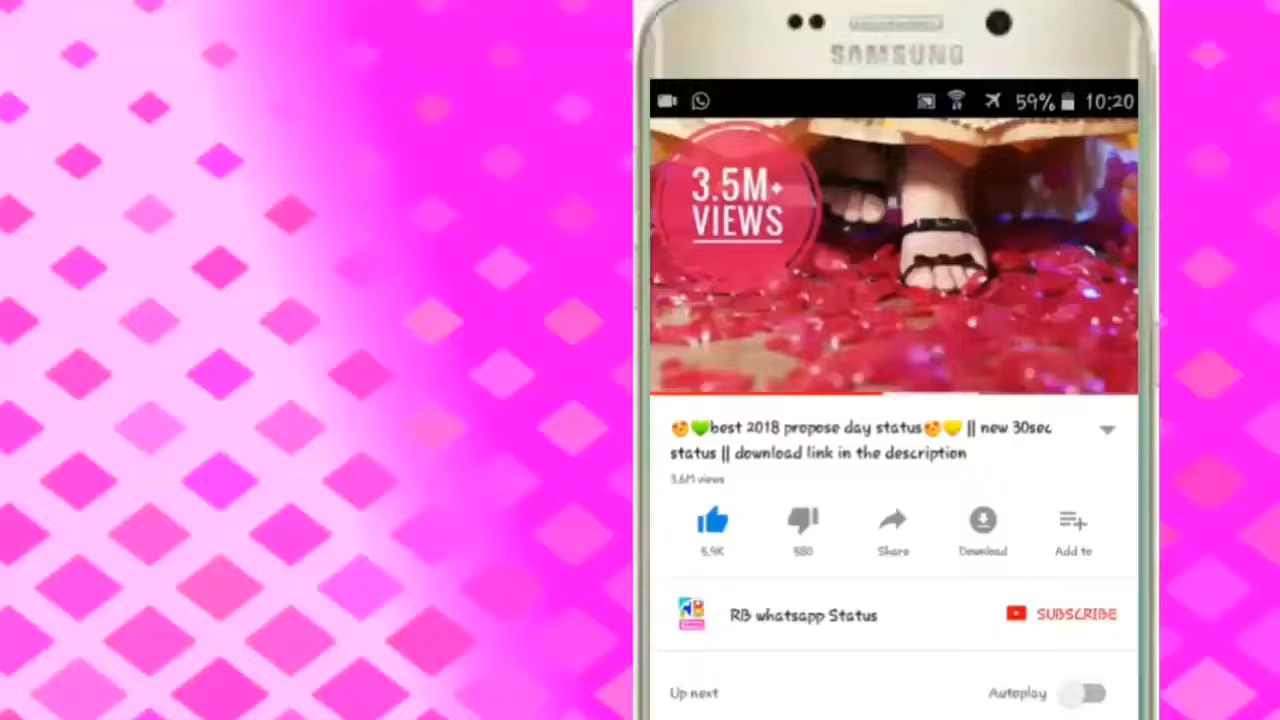 SAMSUNG
59% 10:20
3.5M+
VIEWS
🥰💚best 2018 propose day status🥰💛 || new 30sec
status || download link in the description
3.6M views
5.9K 580 Share Download Add to
RB whatsapp Status SUBSCRIBE
Up next Autoplay